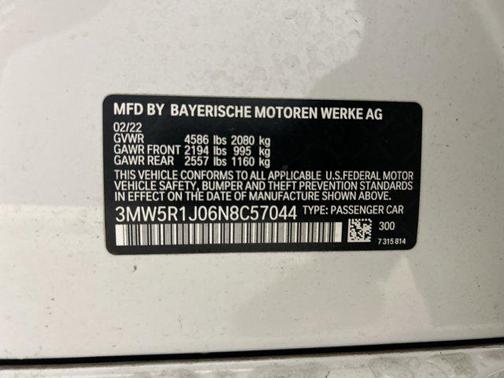 MFD BY BAYERISCHE MOTOREN WERKE AG
02/22
GVWR 4586 lbs 2080 kg
GAWR FRONT 2194 lbs 995 kg
GAWR REAR 2557 lbs 1160 kg
THIS VEHICLE CONFORMS TO ALL APPLICABLE U.S.FEDERAL MOTOR
VEHICLE SAFETY, BUMPER, AND THEFT PREVENTION STANDARDS IN
EFFECT ON THE DATE OF MANUFACTURE SHOWN ABOVE.
3MW5R1J06N8C57044 TYPE: PASSENGER CAR
300
7 315 814